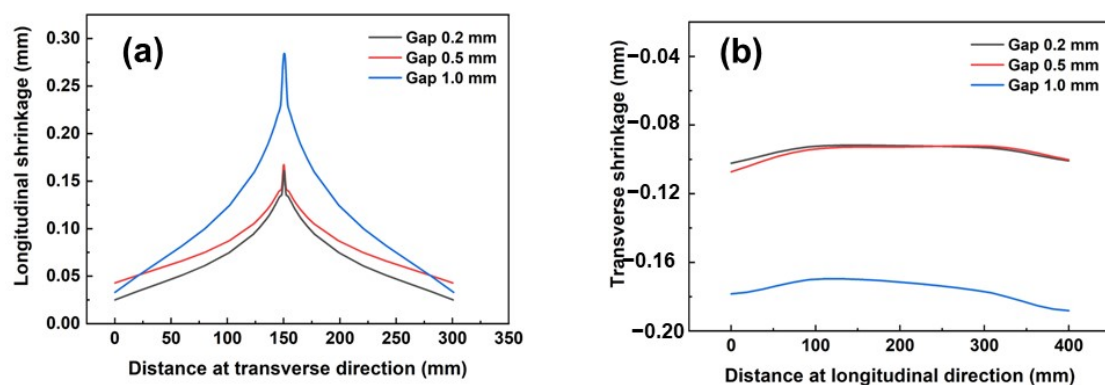 (a)
Longitudinal shrinkage (mm)
0.30
0.25
0.20
0.15
0.10
0.05
0.00
Gap 0.2 mm
Gap 0.5 mm
Gap 1.0 mm
0 50 100 150 200 250 300 350
Distance at transverse direction (mm)
(b)
Transverse shrinkage (mm)
−0.04
−0.08
−0.12
−0.16
−0.20
Gap 0.2 mm
Gap 0.5 mm
Gap 1.0 mm
0 100 200 300 400
Distance at longitudinal direction (mm)